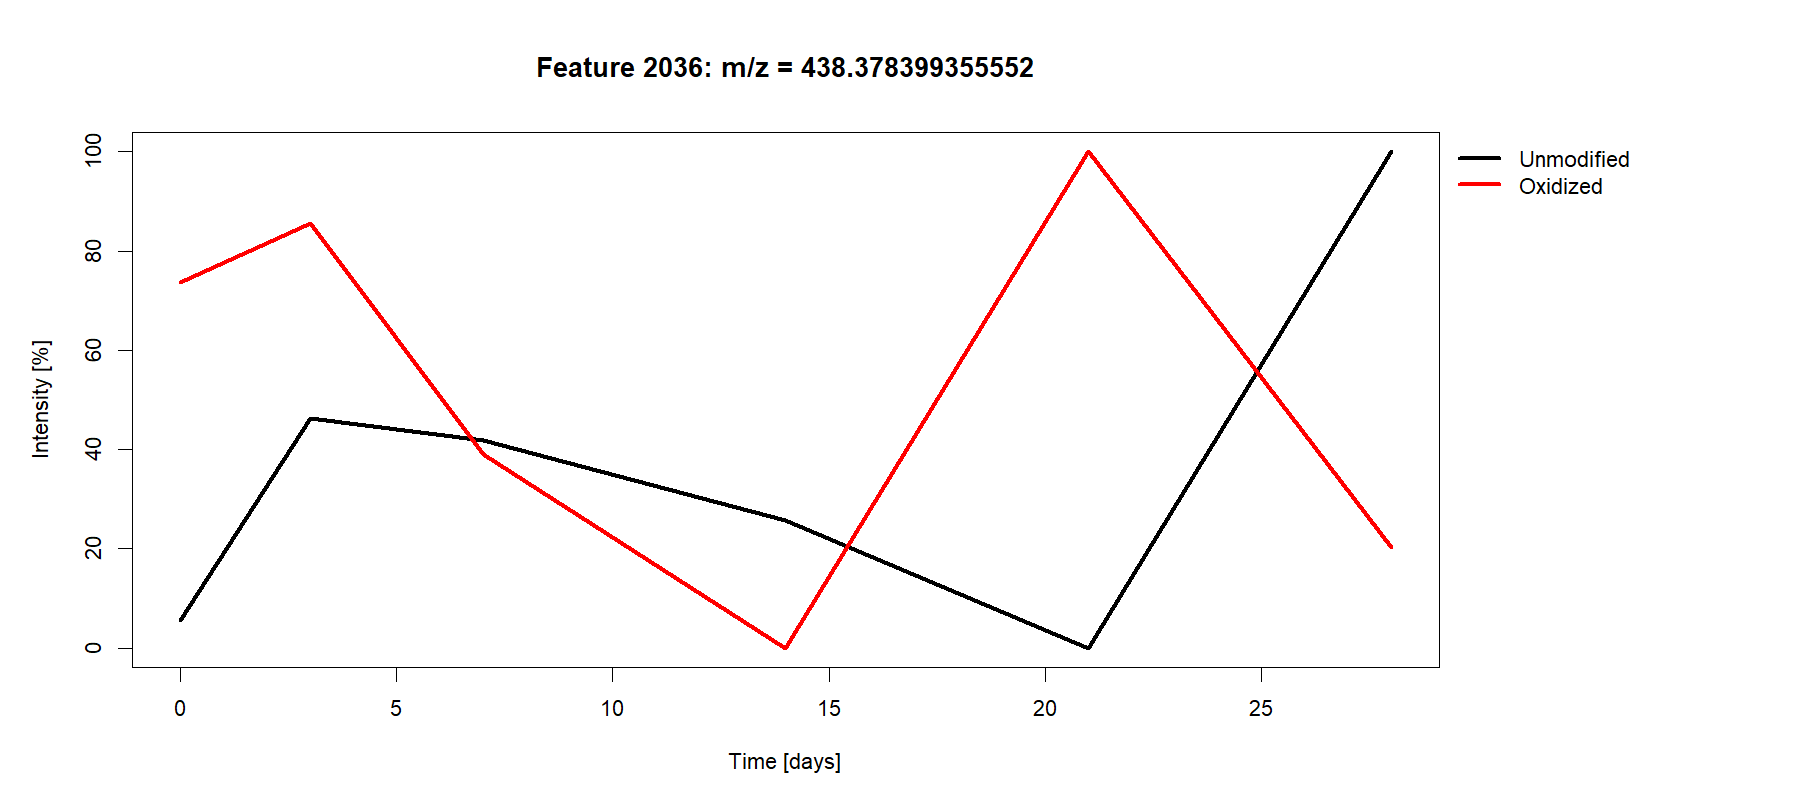 Feature 2036: m/z = 438.378399355552
Intensity [%]
100
80
60
40
20
0
0 5 10 15 20 25
Time [days]
Unmodified
Oxidized